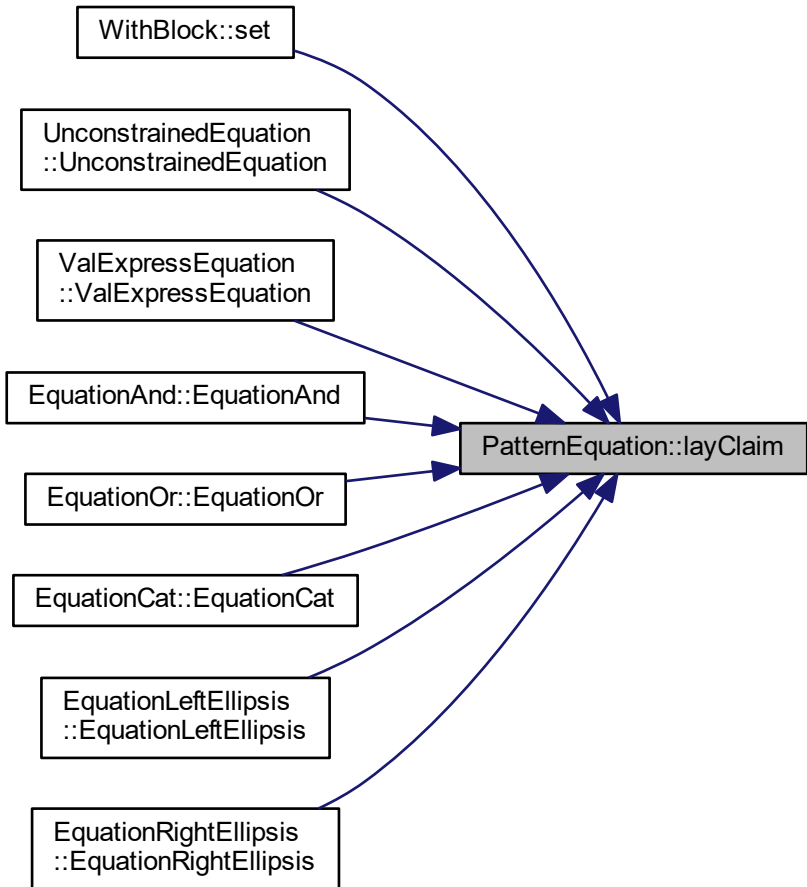 WithBlock::set
UnconstrainedEquation
::UnconstrainedEquation
ValExpressEquation
::ValExpressEquation
EquationAnd::EquationAnd
PatternEquation::layClaim
EquationOr::EquationOr
EquationCat::EquationCat
EquationLeftEllipsis
::EquationLeftEllipsis
EquationRightEllipsis
::EquationRightEllipsis